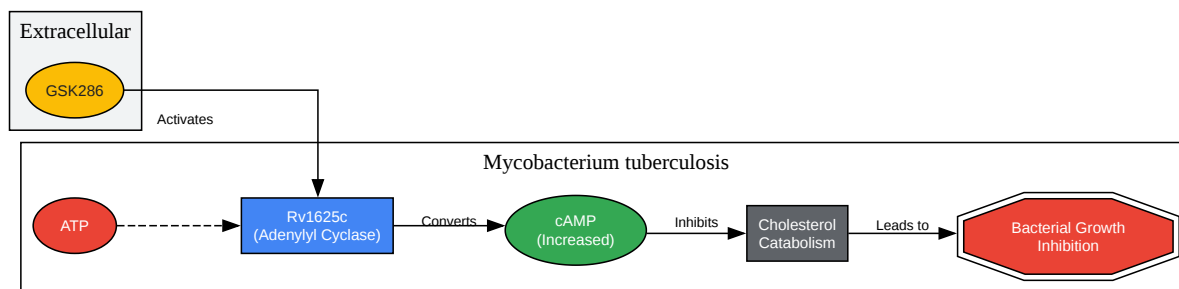 Extracellular
GSK286
Activates
Mycobacterium tuberculosis
ATP
Rv1625c
(Adenylyl Cyclase)
Converts
cAMP
(Increased)
Inhibits
Cholesterol
Catabolism
Leads to
Bacterial Growth
Inhibition